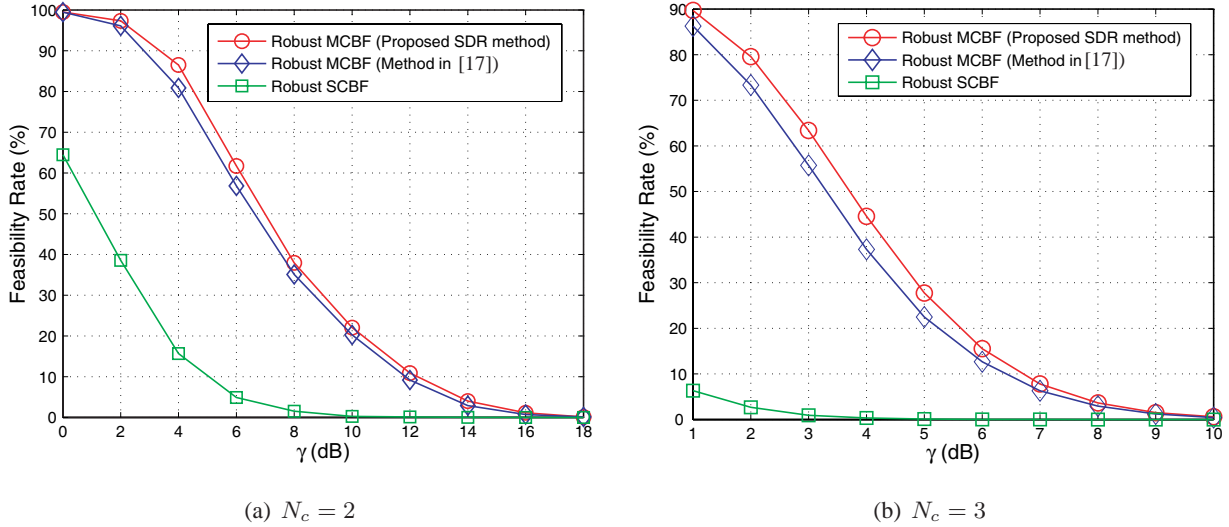 100
90
80
70
60
50
40
30
20
10
0
Feasibility Rate (%)
Robust MCBF (Proposed SDR method)
Robust MCBF (Method in [17])
Robust SCBF
0 2 4 6 8 10 12 14 16 18
γ (dB)
(a) N_c = 2
90
80
70
60
50
40
30
20
10
0
Feasibility Rate (%)
Robust MCBF (Proposed SDR method)
Robust MCBF (Method in [17])
Robust SCBF
1 2 3 4 5 6 7 8 9 10
γ (dB)
(b) N_c = 3